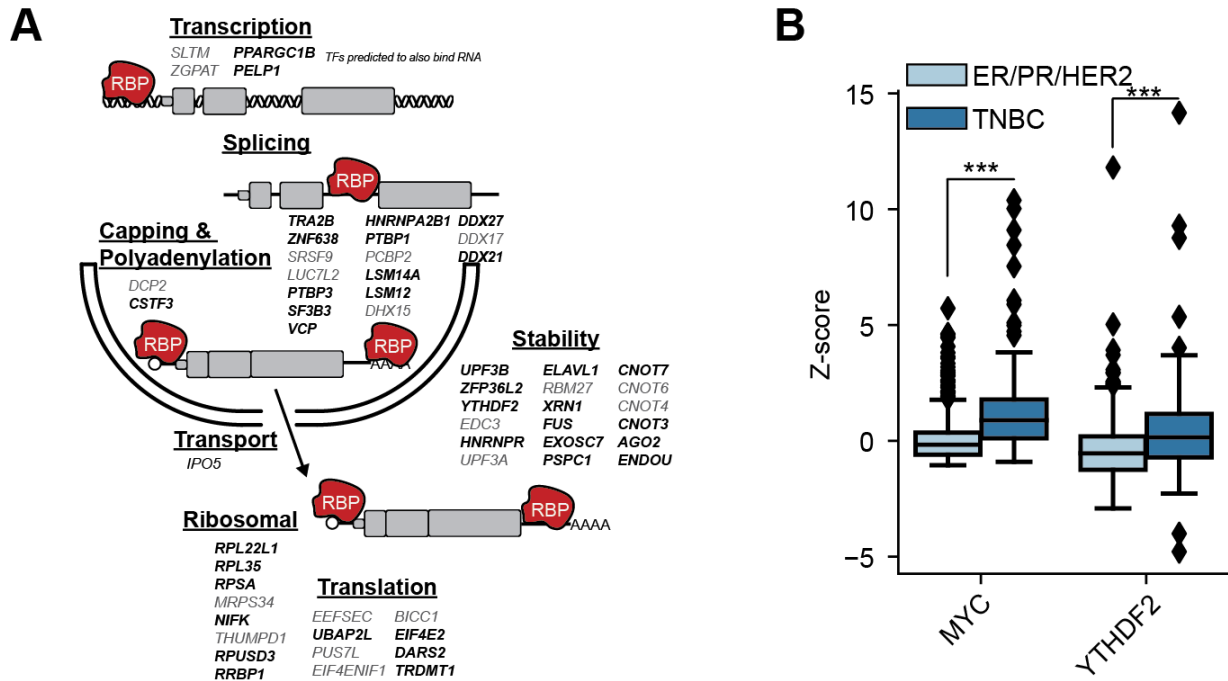 A
Transcription
SLTM PPARGC1B TFs predicted to also bind RNA
ZGPAT PELP1
RBP
Splicing
RBP
TRA2B HNRNPA2B1 DDX27
ZNF638 PTBP1 DDX17
SRSF9 PCBP2 DDX21
LUC7L2 LSM14A
PTBP3 LSM12
SF3B3 DHX15
VCP
Capping &
Polyadenylation
DCP2
CSTF3
RBP
RBP
AAAA
Transport
IPO5
Stability
UPF3B ELAVL1 CNOT7
ZFP36L2 RBM27 CNOT6
YTHDF2 XRN1 CNOT4
EDC3 FUS CNOT3
HNRNPR EXOSC7 AGO2
UPF3A PSPC1 ENDOU
RBP
RBP
AAAA
Ribosomal
RPL22L1
RPL35
RPSA
MRPS34
NIFK
THUMPD1
RPUSD3
RRBP1
Translation
EEFSEC BICC1
UBAP2L EIF4E2
PUS7L DARS2
EIF4ENIF1 TRDMT1
B
ER/PR/HER2
TNBC
***
***
Z-score
15
10
5
0
−5
MYC
YTHDF2